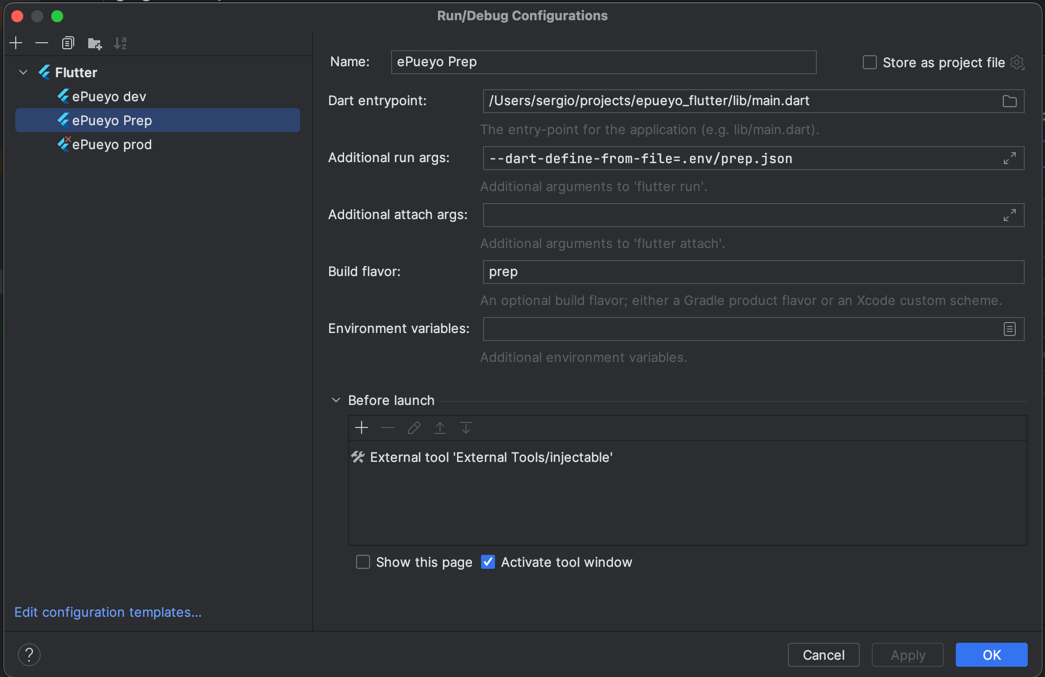 Run/Debug Configurations
Flutter
ePueyo dev
ePueyo Prep
ePueyo prod
Edit configuration templates...
Name: ePueyo Prep Store as project file
Dart entrypoint: /Users/sergio/projects/epueyo_flutter/lib/main.dart
The entry-point for the application (e.g. lib/main.dart).
Additional run args: --dart-define-from-file=.env/prep.json
Additional arguments to 'flutter run'.
Additional attach args:
Additional arguments to 'flutter attach'.
Build flavor: prep
An optional build flavor; either a Gradle product flavor or an Xcode custom scheme.
Environment variables:
Additional environment variables.
Before launch
External tool 'External Tools/injectable'
Show this page Activate tool window
? Cancel Apply OK